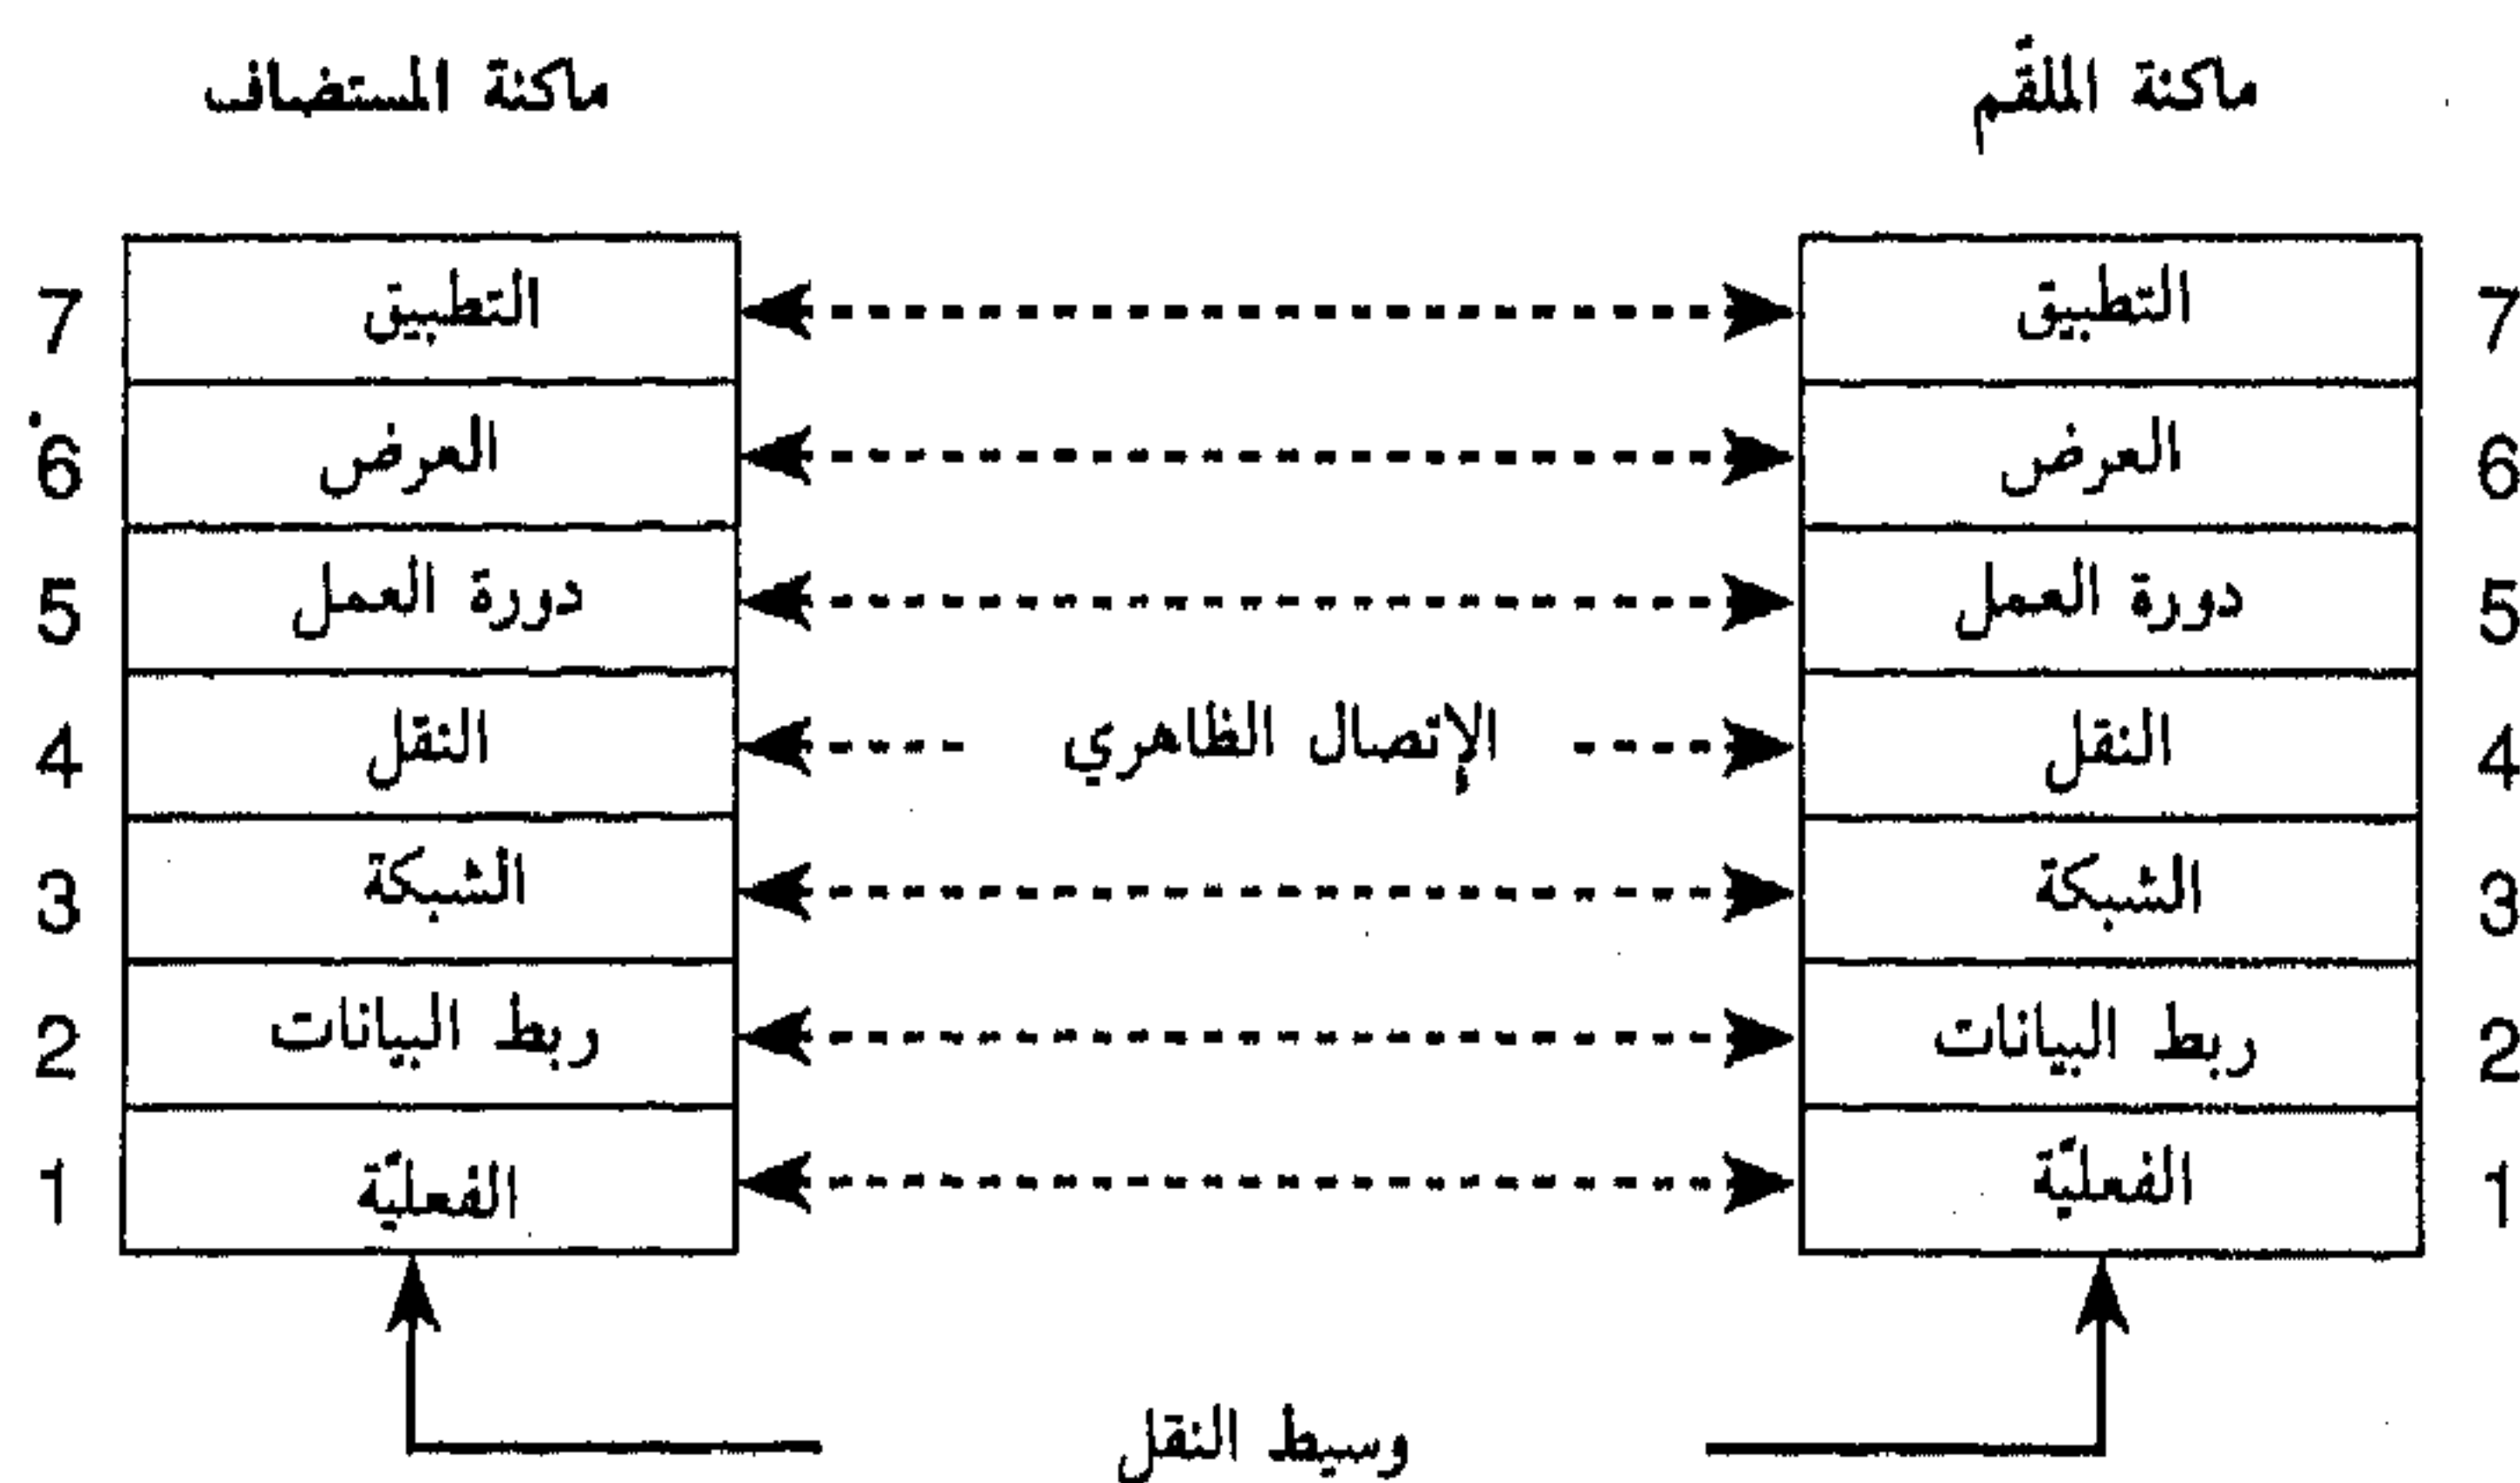 ماكنة الملقّم
ماكنة المستضاف
7 التطبيق
7 التطبيق
6 العرض
6 العرض
5 دورة العمل
5 دورة العمل
4 النقل
الإتصال الظاهري
4 النقل
3 الشبكة
3 الشبكة
2 ربط البيانات
2 ربط البيانات
1 الفعليّة
1 الفعليّة
وسيط النقل